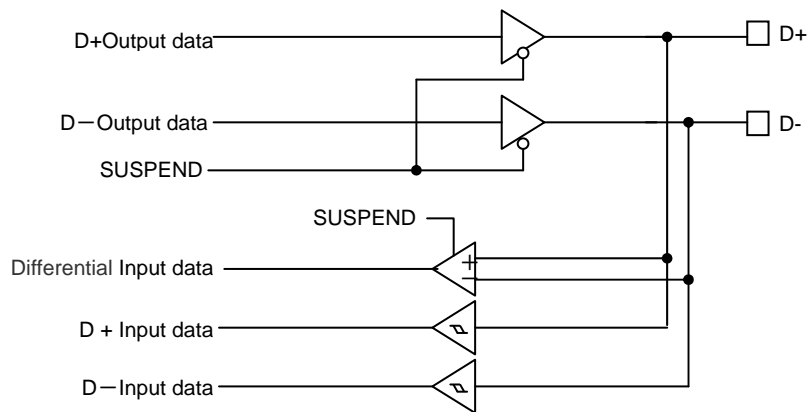 D+Output data
D+
D－Output data
D-
SUSPEND
SUSPEND
Differential Input data
+
−
D + Input data
D－Input data